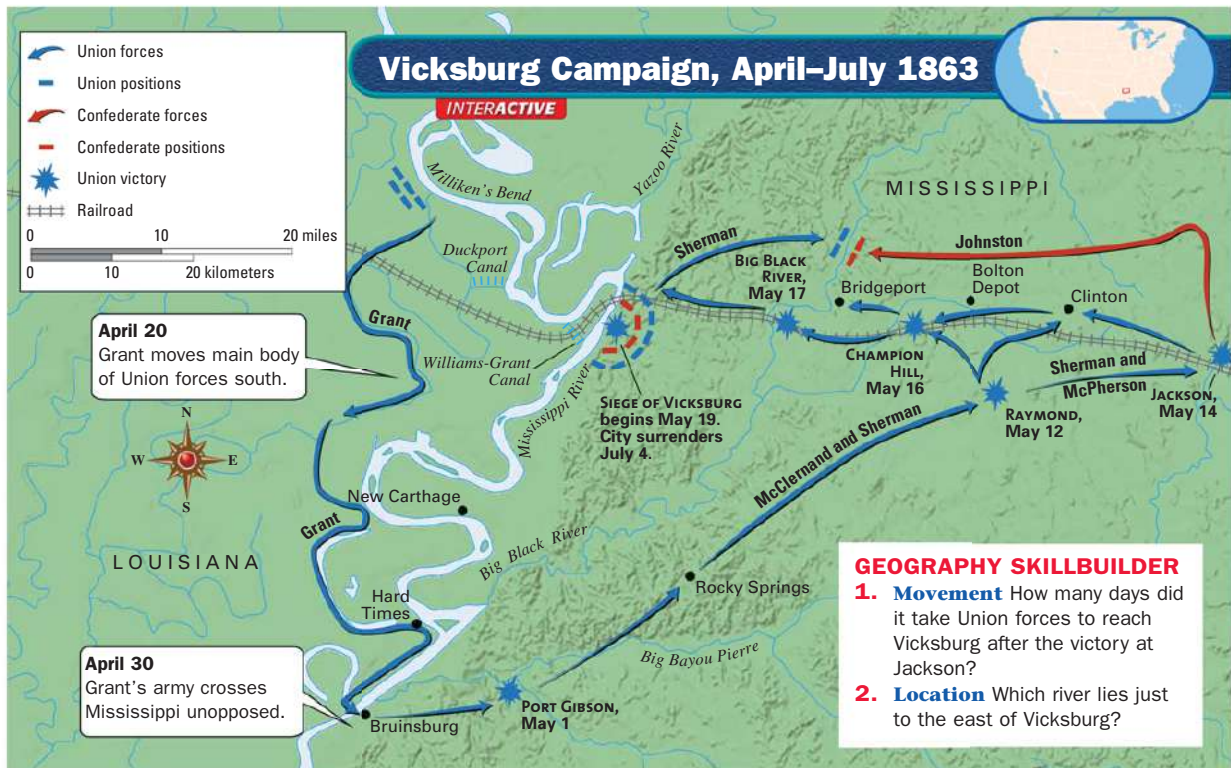 Vicksburg Campaign, April–July 1863
INTERACTIVE
Union forces
Union positions
Confederate forces
Confederate positions
Union victory
Railroad
0 10 20 miles
0 10 20 kilometers
April 20
Grant moves main body
of Union forces south.
N
W
E
S
LOUISIANA
April 30
Grant's army crosses
Mississippi unopposed.
Grant
Grant
Milliken's Bend
Yazoo River
Duckport
Canal
Williams-Grant
Canal
Mississippi River
New Carthage
Hard
Times
Bruinsburg
Big Black River
PORT GIBSON,
May 1
Rocky Springs
Big Bayou Pierre
SIEGE OF VICKSBURG
begins May 19.
City surrenders
July 4.
McClernand and Sherman
MISSISSIPPI
Sherman
Johnston
BIG BLACK
RIVER,
May 17
Bridgeport
Bolton
Depot
Clinton
CHAMPION
HILL,
May 16
Sherman and
McPherson
RAYMOND,
May 12
JACKSON,
May 14
GEOGRAPHY SKILLBUILDER
1. Movement How many days did
it take Union forces to reach
Vicksburg after the victory at
Jackson?
2. Location Which river lies just
to the east of Vicksburg?